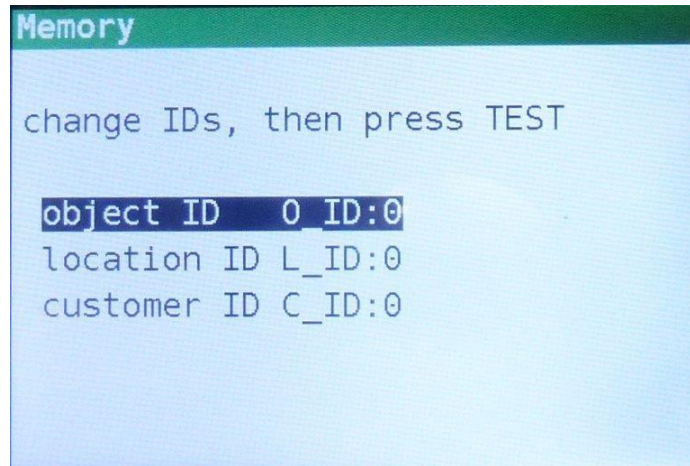 Memory
change IDs, then press TEST
object ID   O_ID:0
location ID L_ID:0
customer ID C_ID:0